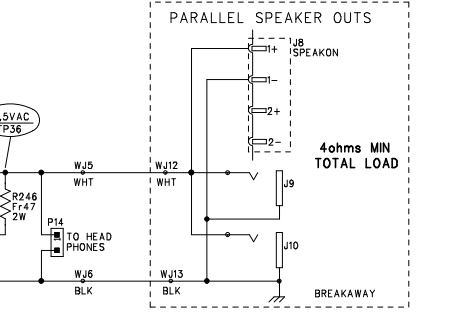 PARALLEL SPEAKER OUTS
J8
SPEAKON
1+
1-
2+
2-
4ohms MIN
TOTAL LOAD
.5VAC
TP36
WJ5
WHT
WJ12
WHT
R246
Fr47
2W
P14
TO HEAD
PHONES
J9
J10
WJ6
BLK
WJ13
BLK
BREAKAWAY